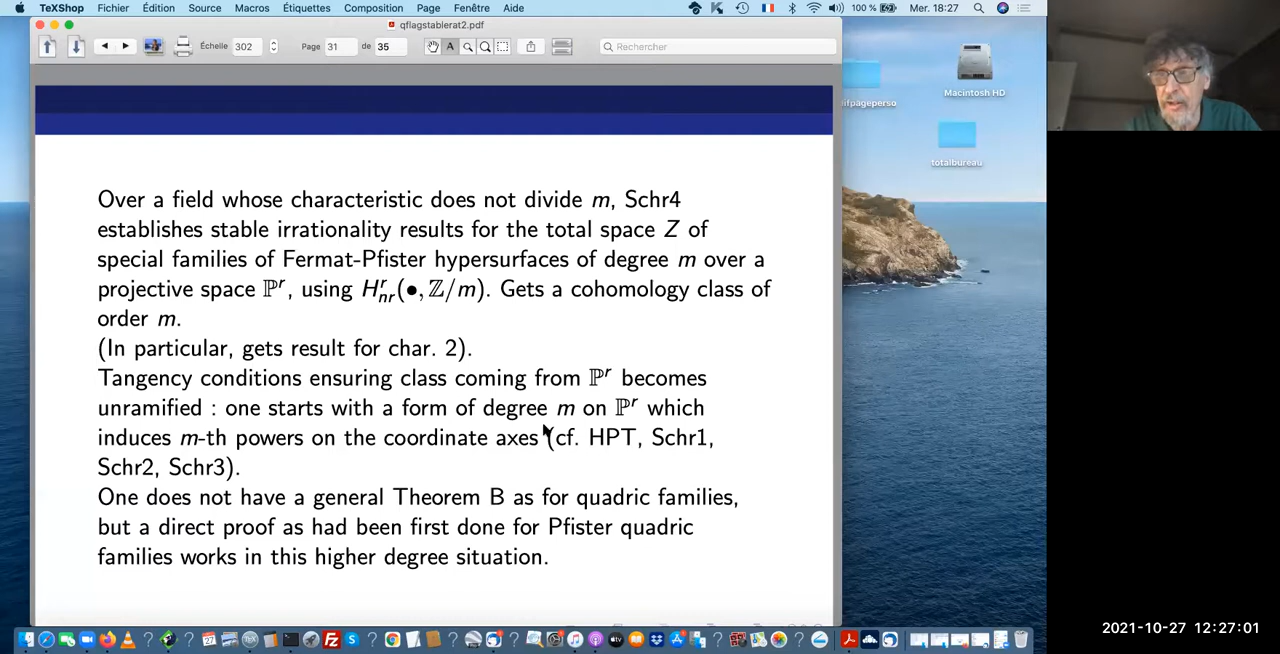 TeXShop Fichier Édition Source Macros Étiquettes Composition Page Fenêtre Aide 100 % Mer. 18:27
qflagstablerat2.pdf
Échelle 302 Page 31 de 35 Rechercher
ifpageperso
Macintosh HD
totalbureau
Over a field whose characteristic does not divide m, Schr4
establishes stable irrationality results for the total space Z of
special families of Fermat-Pfister hypersurfaces of degree m over a
projective space ℙʳ, using Hʳₙᵣ(•, ℤ/m). Gets a cohomology class of
order m.
(In particular, gets result for char. 2).
Tangency conditions ensuring class coming from ℙʳ becomes
unramified : one starts with a form of degree m on ℙʳ which
induces m-th powers on the coordinate axes (cf. HPT, Schr1,
Schr2, Schr3).
One does not have a general Theorem B as for quadric families,
but a direct proof as had been first done for Pfister quadric
families works in this higher degree situation.
2021-10-27 12:27:01